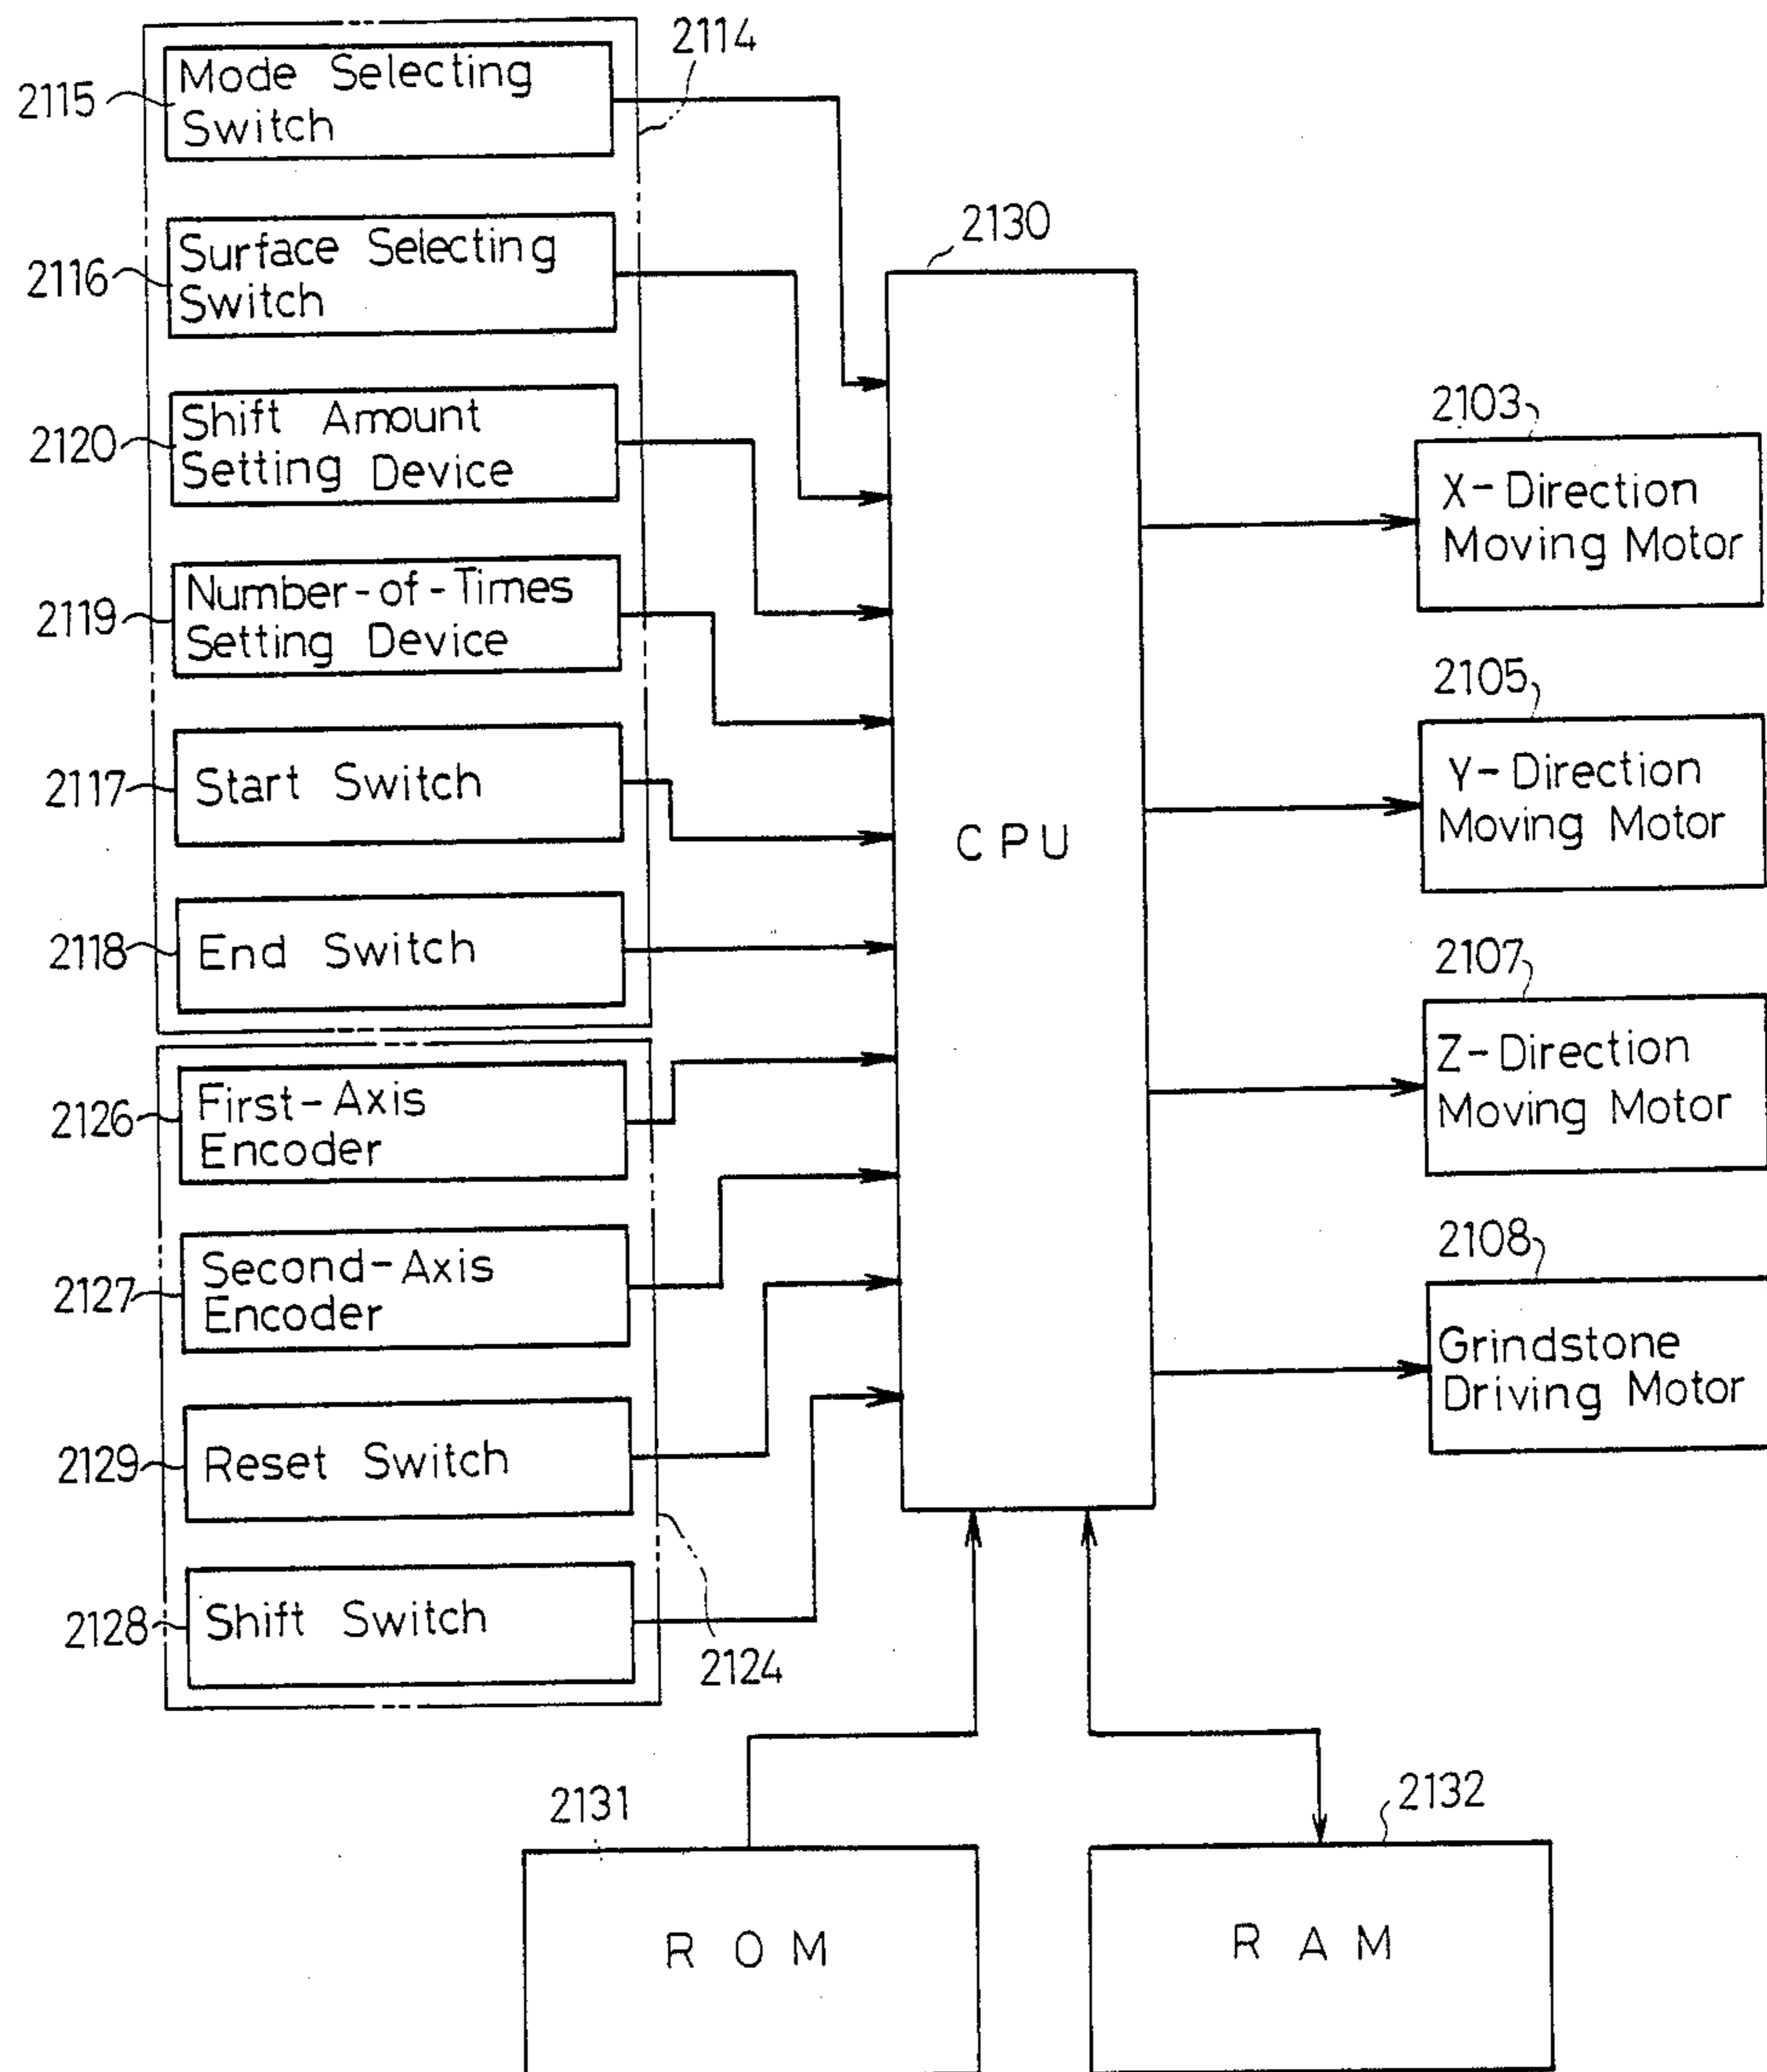 2114
2115
Mode Selecting
Switch
2116
Surface Selecting
Switch
2120
Shift Amount
Setting Device
2119
Number-of-Times
Setting Device
2117
Start Switch
2118
End Switch
2126
First-Axis
Encoder
2127
Second-Axis
Encoder
2129
Reset Switch
2128
Shift Switch
2124
2130
CPU
2103
X-Direction
Moving Motor
2105
Y-Direction
Moving Motor
2107
Z-Direction
Moving Motor
2108
Grindstone
Driving Motor
2131
ROM
2132
RAM